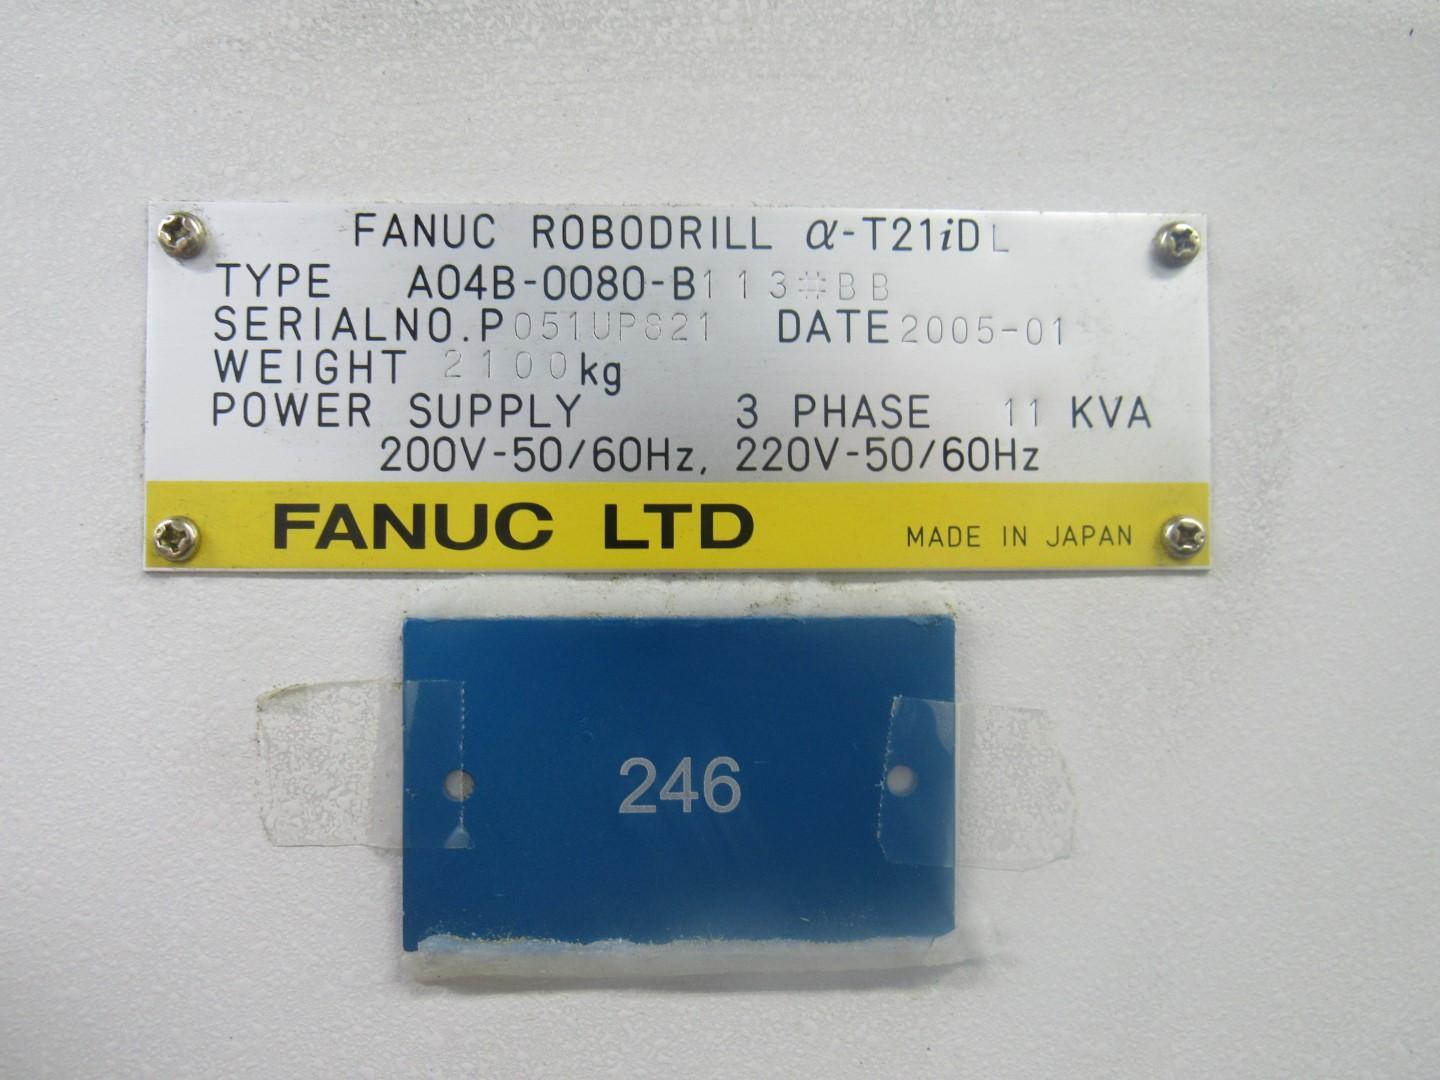 FANUC ROBODRILL α-T21iDL
TYPE A04B-0080-B113#BB
SERIALNO.P051UP821 DATE2005-01
WEIGHT 2100kg
POWER SUPPLY 3 PHASE 11 KVA
200V-50/60Hz, 220V-50/60Hz
FANUC LTD MADE IN JAPAN
246